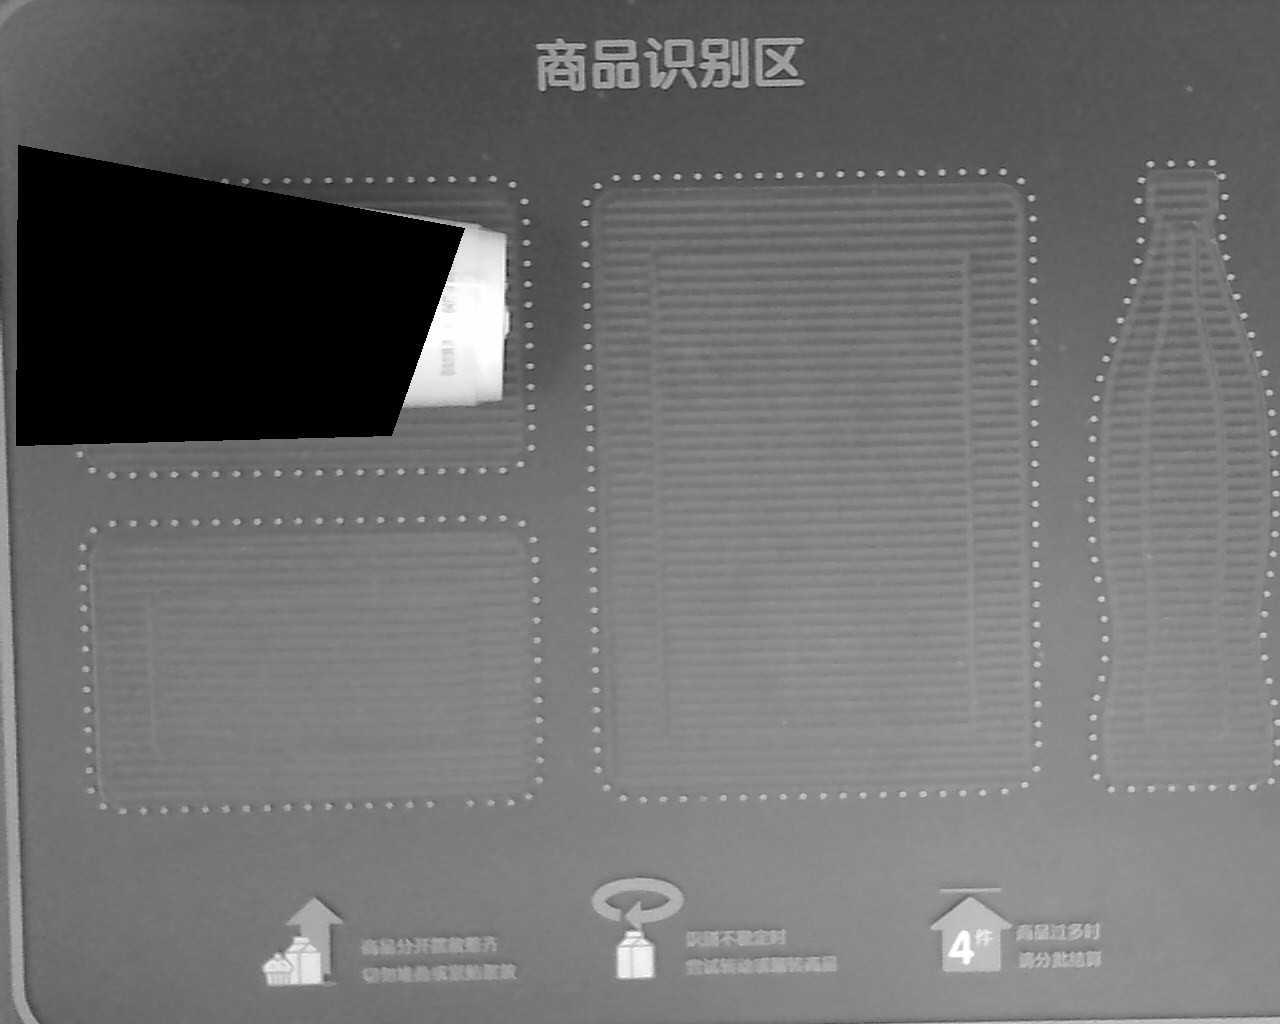 商品识别区
商品分开摆放整齐
切勿堆叠或竖躺摆放
识别不稳定时
尝试转动或翻转商品
4件
商品过多时
请分批结算